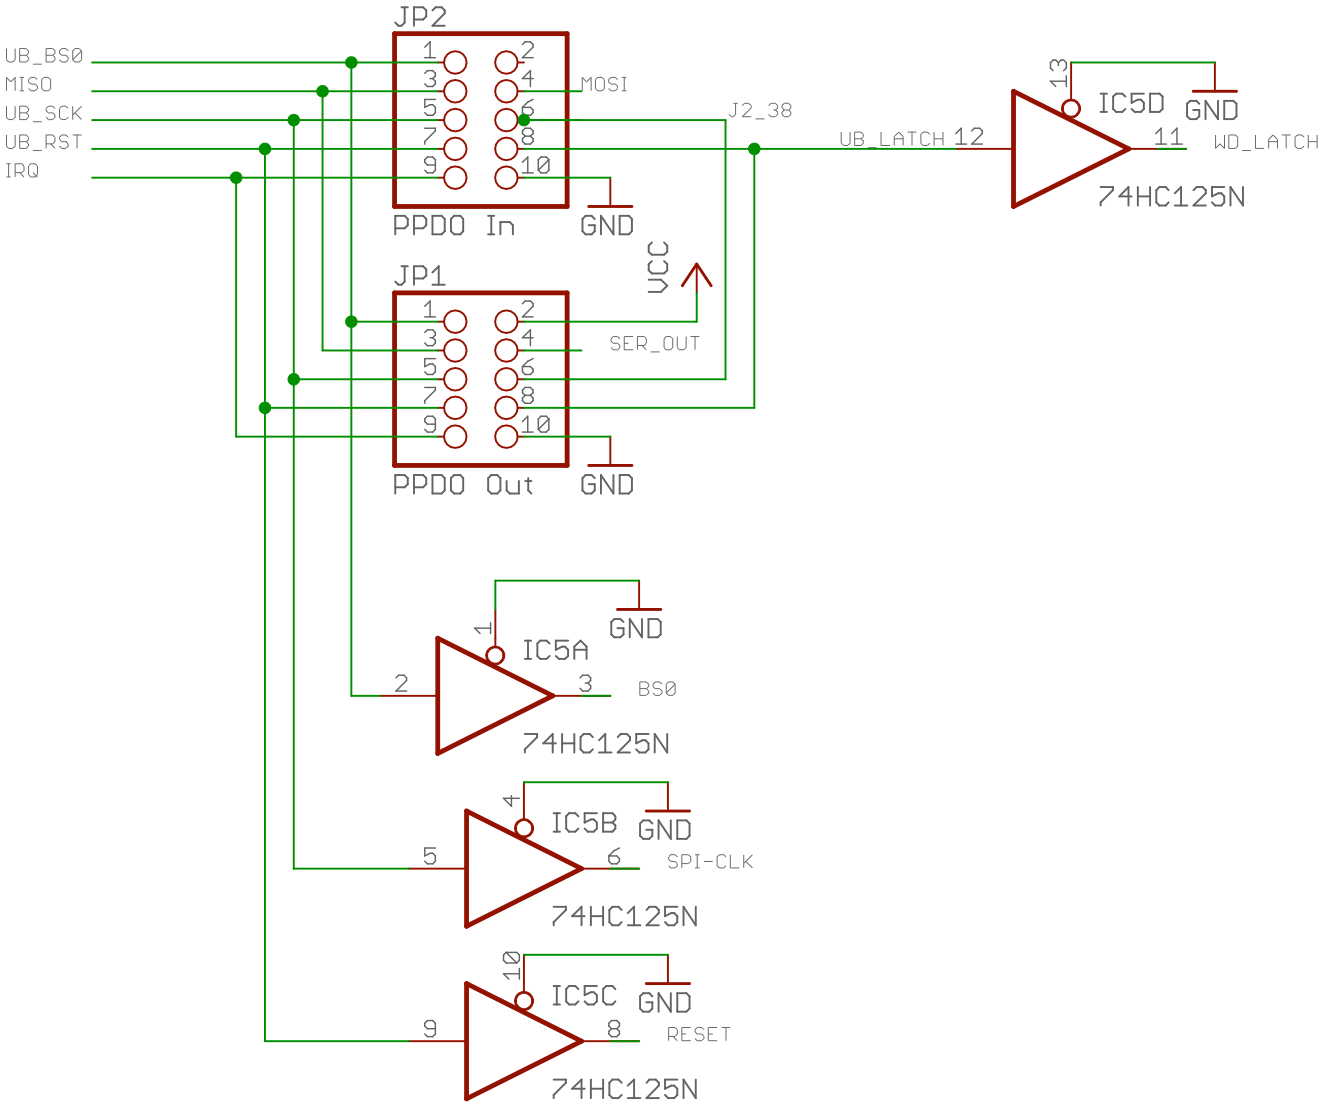 JP2
UB_BS0
MISO
UB_SCK
UB_RST
IRQ
1 2
3 4
5 6
7 8
9 10
MOSI
J2_38
PPDO In
GND
UB_LATCH
12
13
GND
IC5D
11
WD_LATCH
74HC125N
VCC
JP1
1 2
3 4
5 6
7 8
9 10
SER_OUT
PPDO Out
GND
1
GND
IC5A
2
3
BS0
74HC125N
4
GND
IC5B
5
6
SPI-CLK
74HC125N
10
GND
IC5C
9
8
RESET
74HC125N